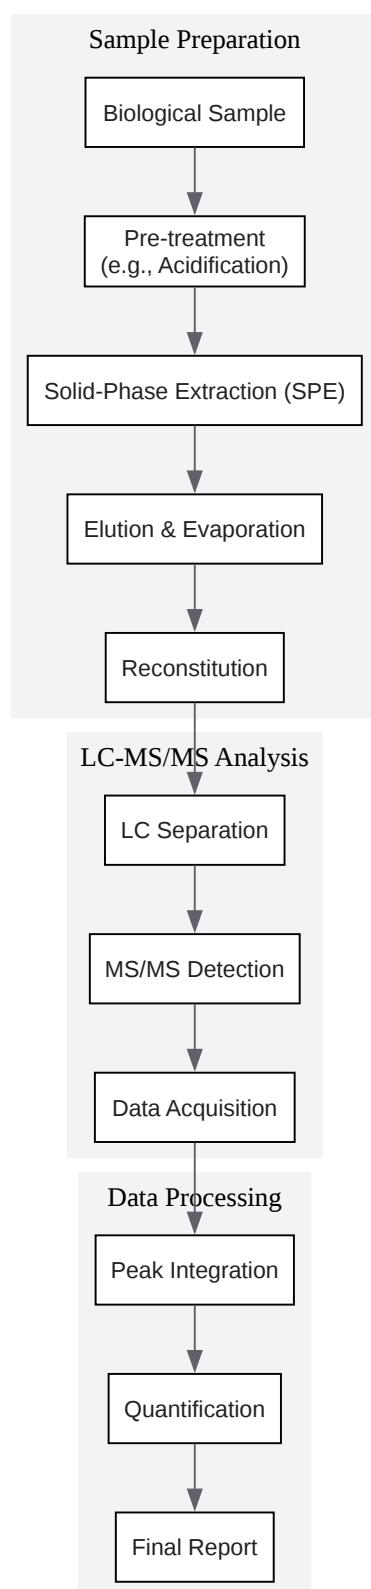 Sample Preparation
Biological Sample
Pre-treatment
(e.g., Acidification)
Solid-Phase Extraction (SPE)
Elution & Evaporation
Reconstitution
LC-MS/MS Analysis
LC Separation
MS/MS Detection
Data Acquisition
Data Processing
Peak Integration
Quantification
Final Report